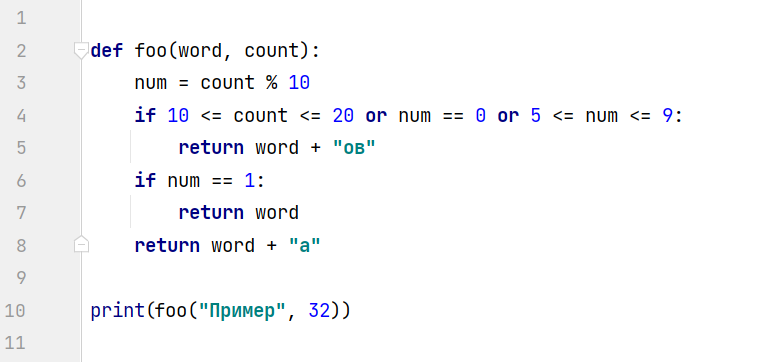 1
2 def foo(word, count):
3     num = count % 10
4     if 10 <= count <= 20 or num == 0 or 5 <= num <= 9:
5         return word + "ов"
6     if num == 1:
7         return word
8     return word + "а"
9
10 print(foo("Пример", 32))
11